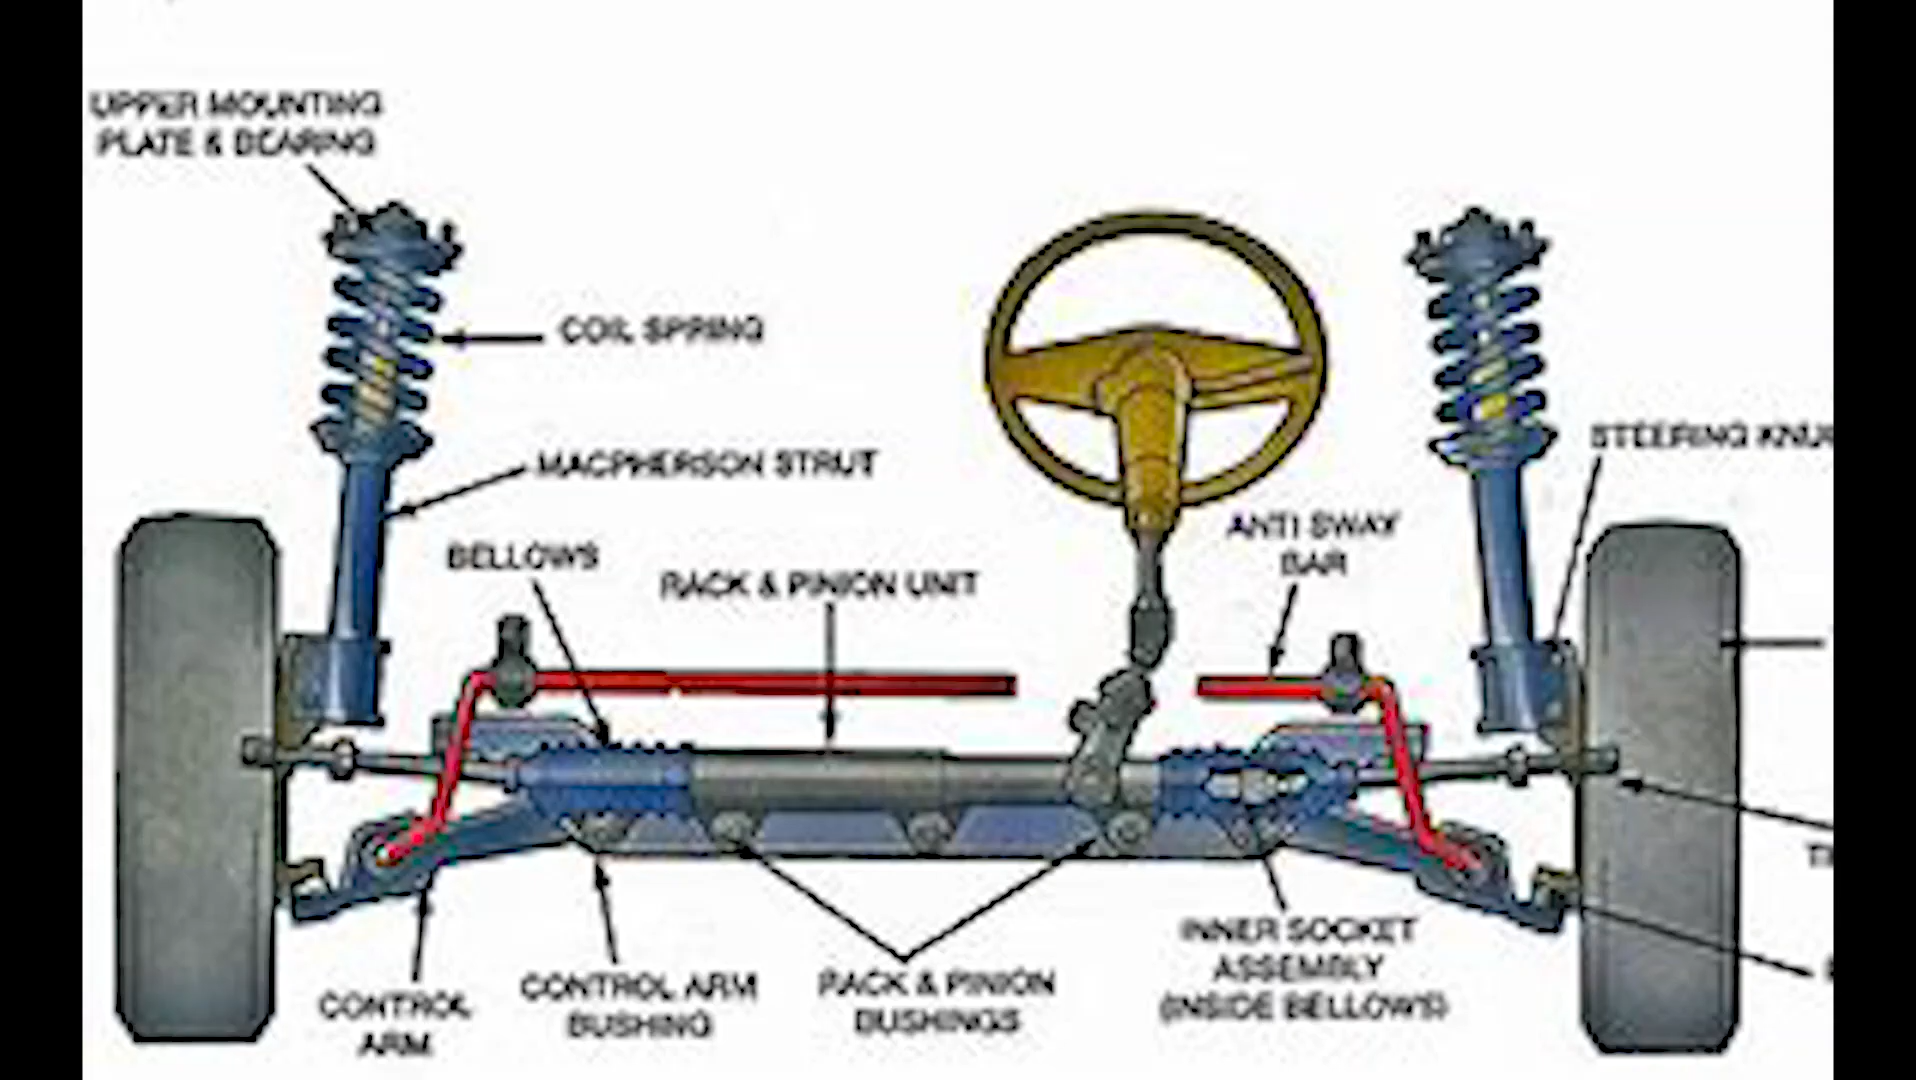 UPPER MOUNTING
PLATE & BEARING
COIL SPRING
MACPHERSON STRUT
STEERING
BELLOWS
RACK & PINION UNIT
ANTI SWAY
BAR
CONTROL
ARM
CONTROL ARM
BUSHING
RACK & PINION
BUSHINGS
INNER SOCKET
ASSEMBLY
(INSIDE BELLOWS)